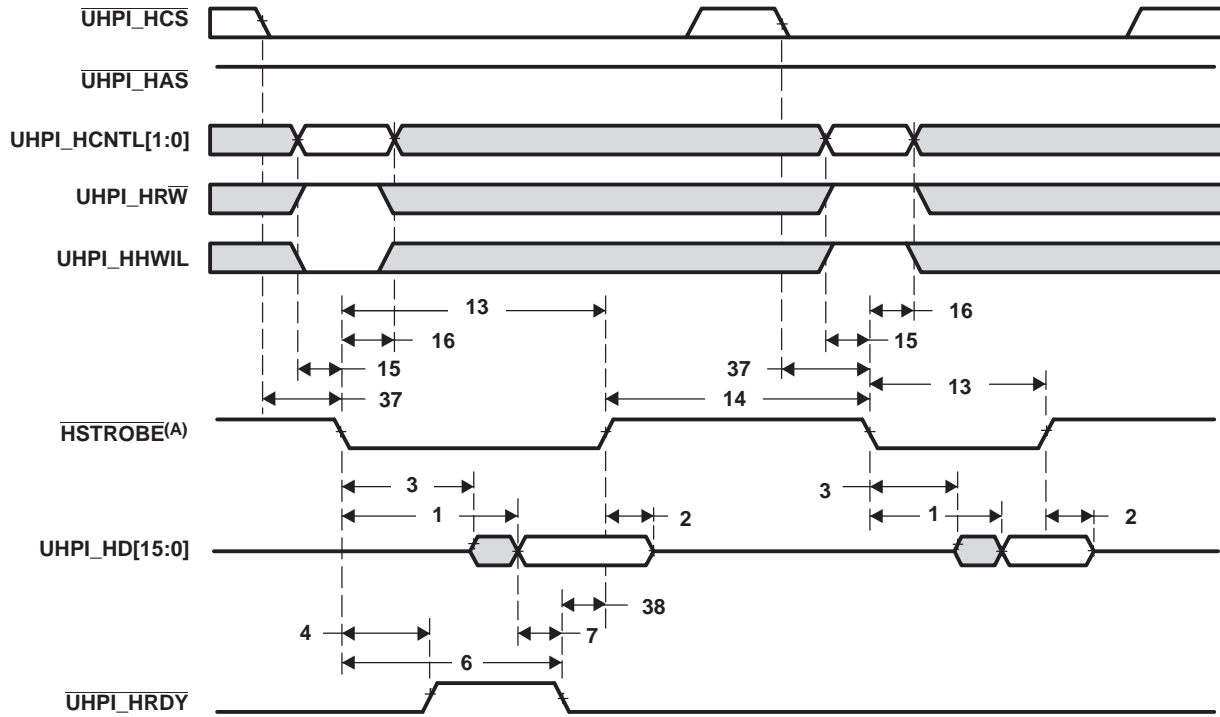 UHPI_HCS
UHPI_HAS
UHPI_HCNTL[1:0]
UHPI_HRW
UHPI_HHWIL
13
16
16
15
15
37
37
13
14
HSTROBE(A)
3
3
1
1
2
2
UHPI_HD[15:0]
38
4
7
6
UHPI_HRDY